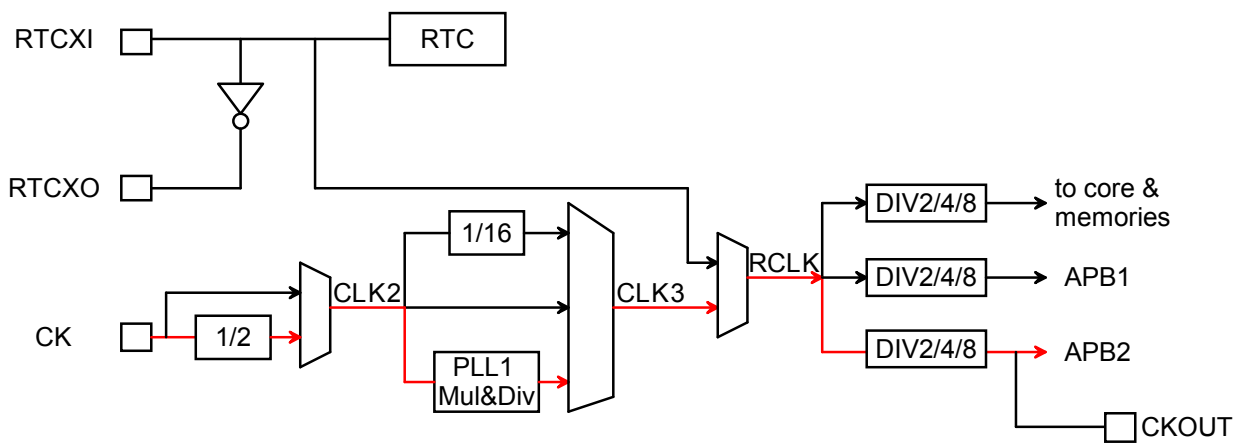 RTCXI
RTC
RTCXO
DIV2/4/8
to core &
memories
1/16
RCLK
DIV2/4/8
APB1
CLK2
CLK3
CK
1/2
PLL1
Mul&Div
DIV2/4/8
APB2
CKOUT